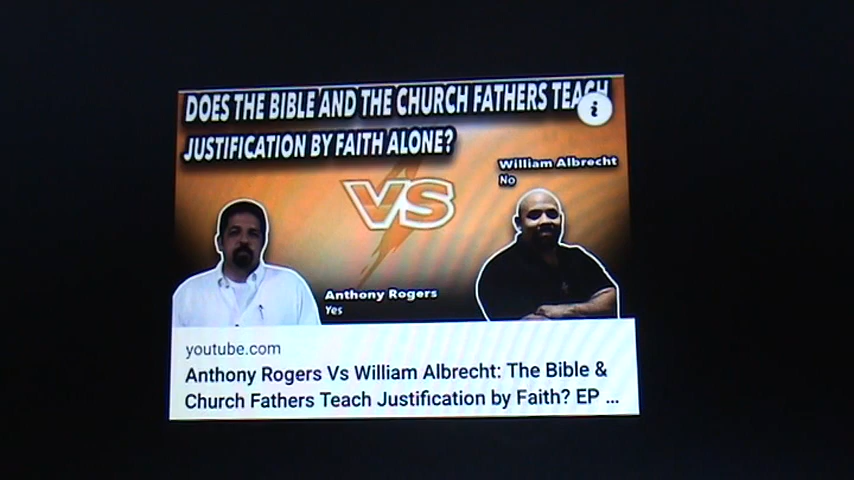 DOES THE BIBLE AND THE CHURCH FATHERS TEACH
JUSTIFICATION BY FAITH ALONE?
William Albrecht
No
VS
Anthony Rogers
Yes
youtube.com
Anthony Rogers Vs William Albrecht: The Bible &
Church Fathers Teach Justification by Faith? EP ...